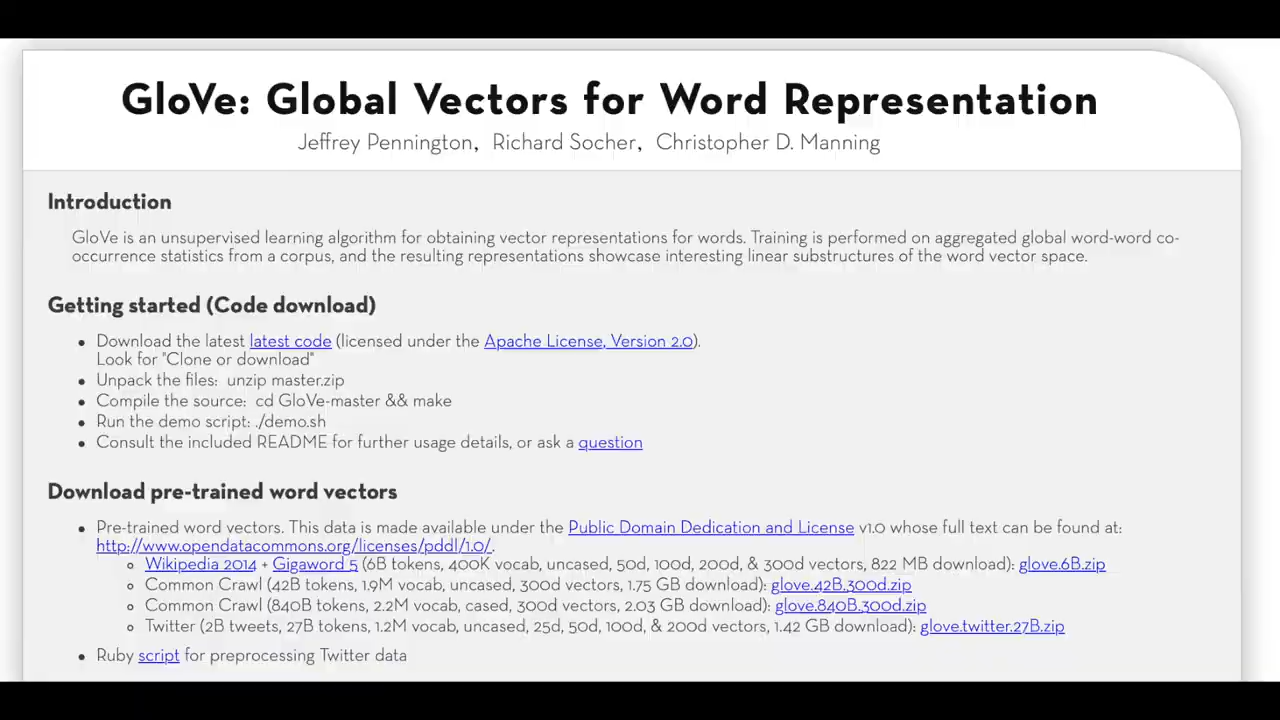 GloVe: Global Vectors for Word Representation
Jeffrey Pennington, Richard Socher, Christopher D. Manning
Introduction
GloVe is an unsupervised learning algorithm for obtaining vector representations for words. Training is performed on aggregated global word-word co-
occurrence statistics from a corpus, and the resulting representations showcase interesting linear substructures of the word vector space.
Getting started (Code download)
• Download the latest latest code (licensed under the Apache License, Version 2.0).
Look for "Clone or download"
• Unpack the files: unzip master.zip
• Compile the source: cd GloVe-master && make
• Run the demo script: ./demo.sh
• Consult the included README for further usage details, or ask a question
Download pre-trained word vectors
• Pre-trained word vectors. This data is made available under the Public Domain Dedication and License v1.0 whose full text can be found at:
http://www.opendatacommons.org/licenses/pddl/1.0/.
◦ Wikipedia 2014 + Gigaword 5 (6B tokens, 400K vocab, uncased, 50d, 100d, 200d, & 300d vectors, 822 MB download): glove.6B.zip
◦ Common Crawl (42B tokens, 1.9M vocab, uncased, 300d vectors, 1.75 GB download): glove.42B.300d.zip
◦ Common Crawl (840B tokens, 2.2M vocab, cased, 300d vectors, 2.03 GB download): glove.840B.300d.zip
◦ Twitter (2B tweets, 27B tokens, 1.2M vocab, uncased, 25d, 50d, 100d, & 200d vectors, 1.42 GB download): glove.twitter.27B.zip
• Ruby script for preprocessing Twitter data